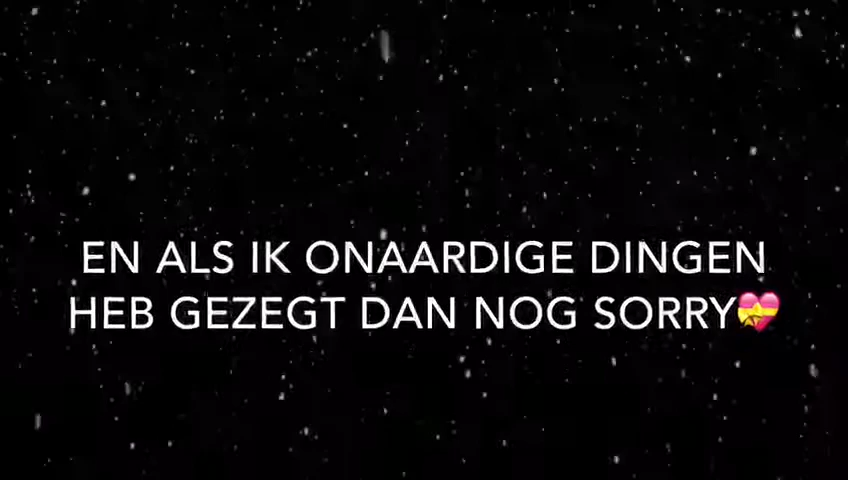 EN ALS IK ONAARDIGE DINGEN
HEB GEZEGT DAN NOG SORRY💝